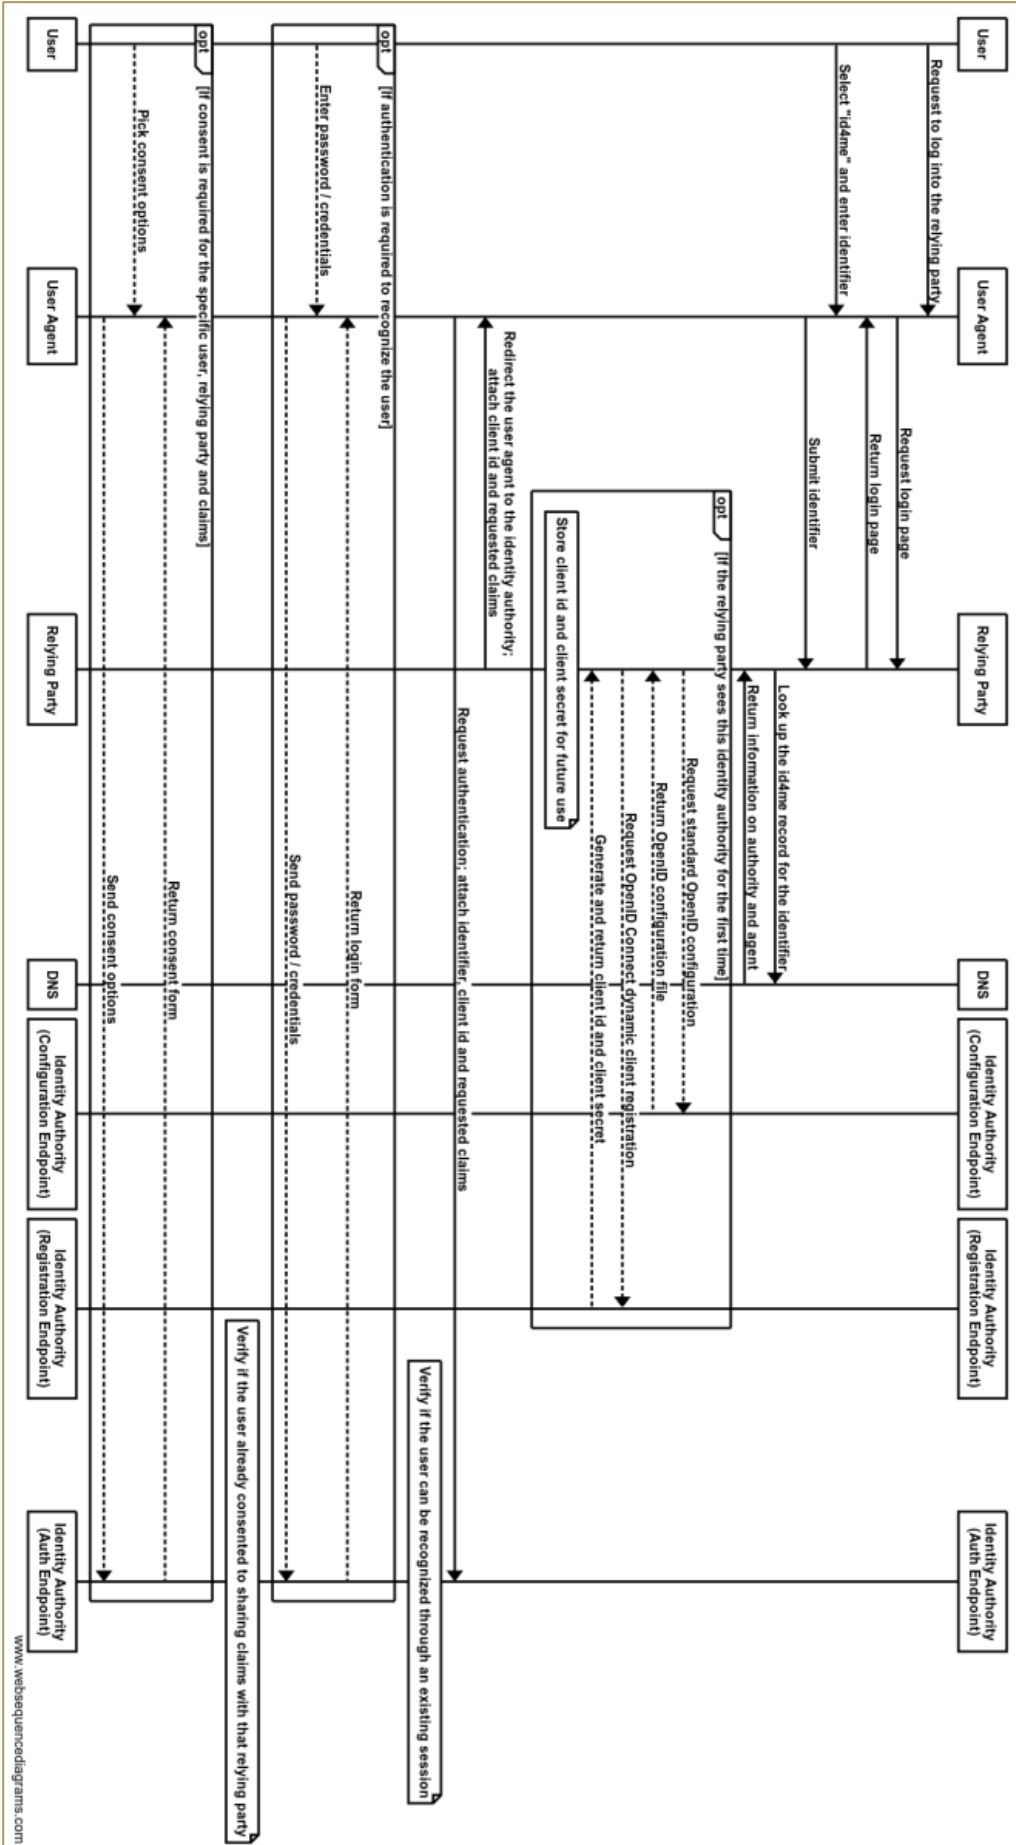 User
User Agent
Relying Party
DNS
Identity Authority
(Configuration Endpoint)
Identity Authority
(Registration Endpoint)
Identity Authority
(Auth Endpoint)
Request to log into the relying party
Request login page
Return login page
Select "id4me" and enter identifier
Submit identifier
Look up the id4me record for the identifier
Return information on authority and agent
opt
[If the relying party sees this identity authority for the first time]
Request standard OpenID configuration
Return OpenID configuration file
Request OpenID Connect dynamic client registration
Generate and return client id and client secret
Store client id and client secret for future use
Redirect the user agent to the identity authority;
attach client id and requested claims
Request authentication; attach identifier, client id and requested claims
Verify if the user can be recognized through an existing session
opt
[If authentication is required to recognize the user]
Return login form
Enter password / credentials
Send password / credentials
Verify if the user already consented to sharing claims with that relying party
opt
[If consent is required for the specific user, relying party and claims]
Return consent form
Pick consent options
Send consent options
User
User Agent
Relying Party
DNS
Identity Authority
(Configuration Endpoint)
Identity Authority
(Registration Endpoint)
Identity Authority
(Auth Endpoint)
www.websequencediagrams.com